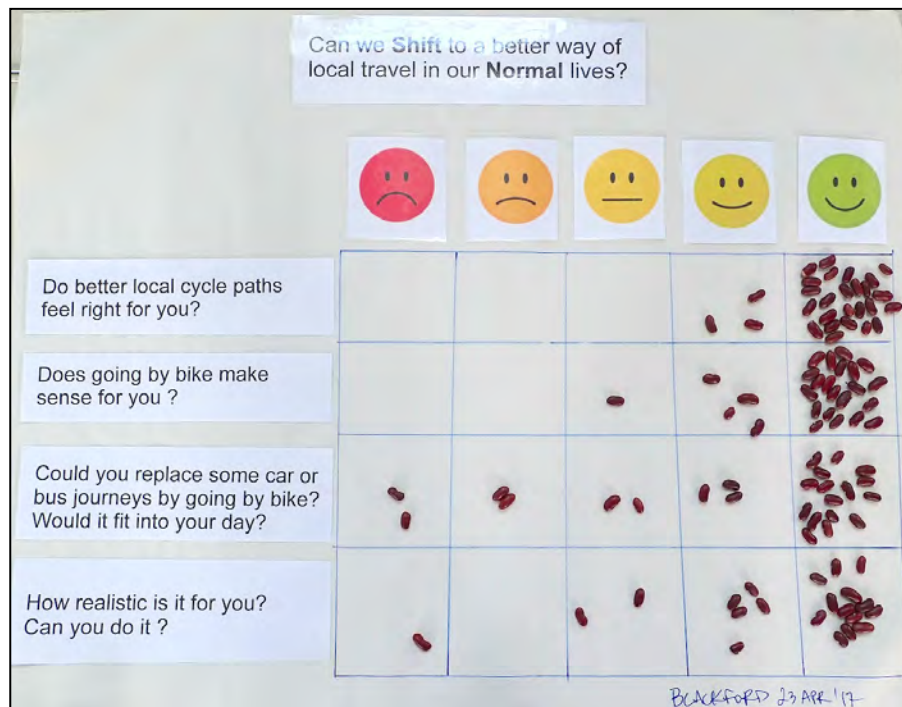 Can we Shift to a better way of
local travel in our Normal lives?
Do better local cycle paths
feel right for you?
Does going by bike make
sense for you ?
Could you replace some car or
bus journeys by going by bike?
Would it fit into your day?
How realistic is it for you?
Can you do it ?
BLACKFORD 23 APR '17